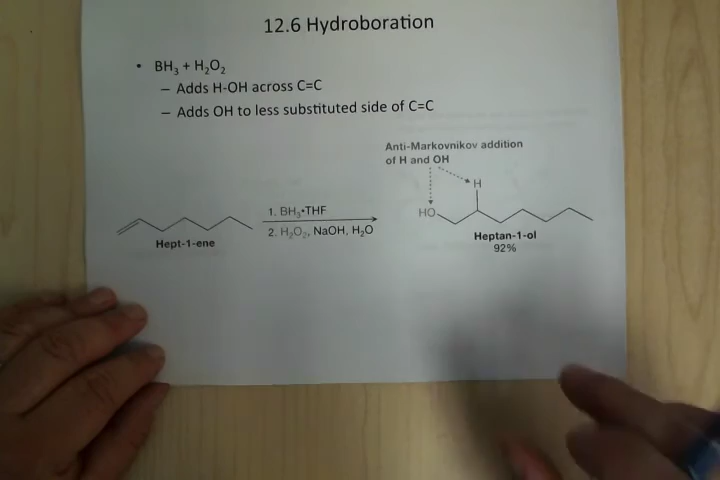 12.6 Hydroboration
• BH₃ + H₂O₂
– Adds H-OH across C=C
– Adds OH to less substituted side of C=C
Anti-Markovnikov addition
of H and OH
H
HO
1. BH₃•THF
2. H₂O₂, NaOH, H₂O
Hept-1-ene
Heptan-1-ol
92%